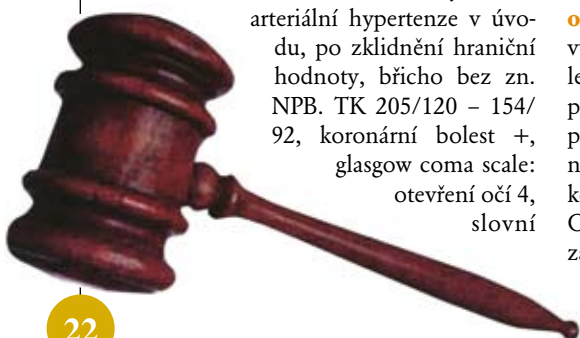 arteriální hypertenze v úvo-
du, po zklidnění hraniční
hodnoty, břicho bez zn.
NPB. TK 205/120 – 154/
92, koronární bolest +,
glasgow coma scale:
otevření očí 4,
slovní
22